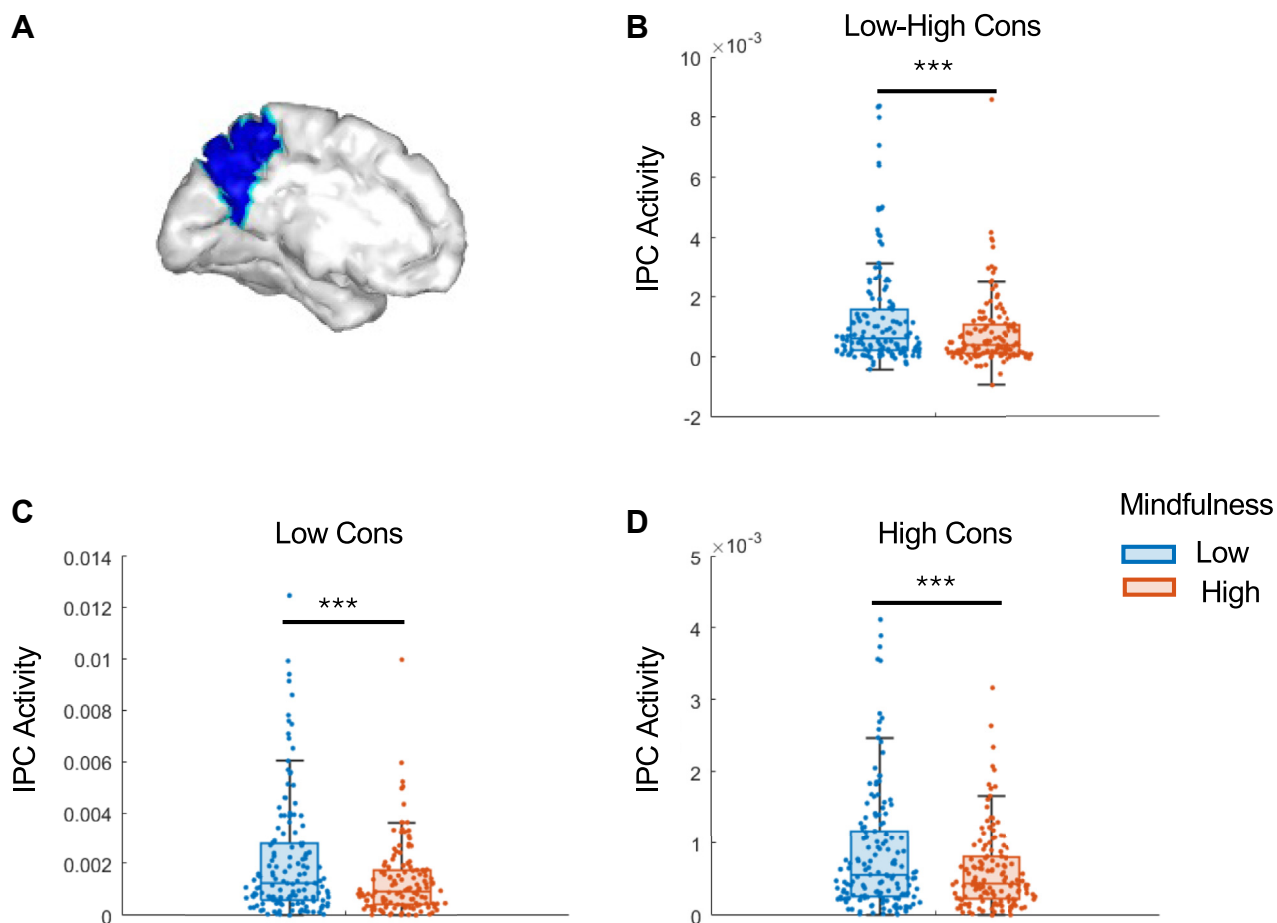 A
B
Low-High Cons
×10⁻³
10
8
6
4
2
0
-2
IPC Activity
***
C
Low Cons
0.014
0.012
0.01
0.008
0.006
0.004
0.002
0
IPC Activity
***
D
High Cons
×10⁻³
5
4
3
2
1
0
IPC Activity
***
Mindfulness
Low
High